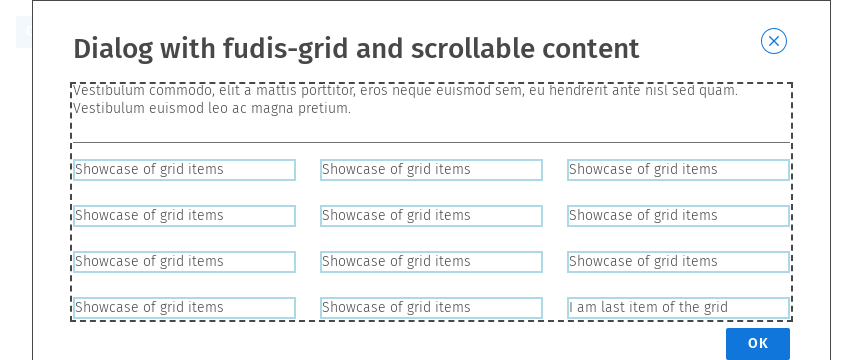 Dialog with fudis-grid and scrollable content
Vestibulum commodo, elit a mattis porttitor, eros neque euismod sem, eu hendrerit ante nisl sed quam.
Vestibulum euismod leo ac magna pretium.
Showcase of grid items Showcase of grid items Showcase of grid items
Showcase of grid items Showcase of grid items Showcase of grid items
Showcase of grid items Showcase of grid items Showcase of grid items
Showcase of grid items Showcase of grid items I am last item of the grid
OK